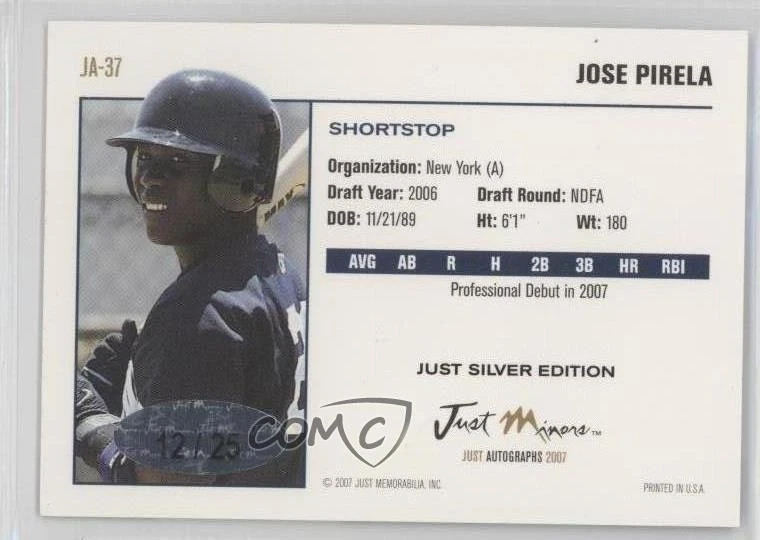 JA-37
JOSE PIRELA
SHORTSTOP
Organization: New York (A)
Draft Year: 2006 Draft Round: NDFA
DOB: 11/21/89 Ht: 6'1" Wt: 180
AVG AB R H 2B 3B HR RBI
Professional Debut in 2007
JUST SILVER EDITION
Just Minors™
JUST AUTOGRAPHS 2007
12/25
COMC
© 2007 JUST MEMORABILIA, INC.
PRINTED IN U.S.A.